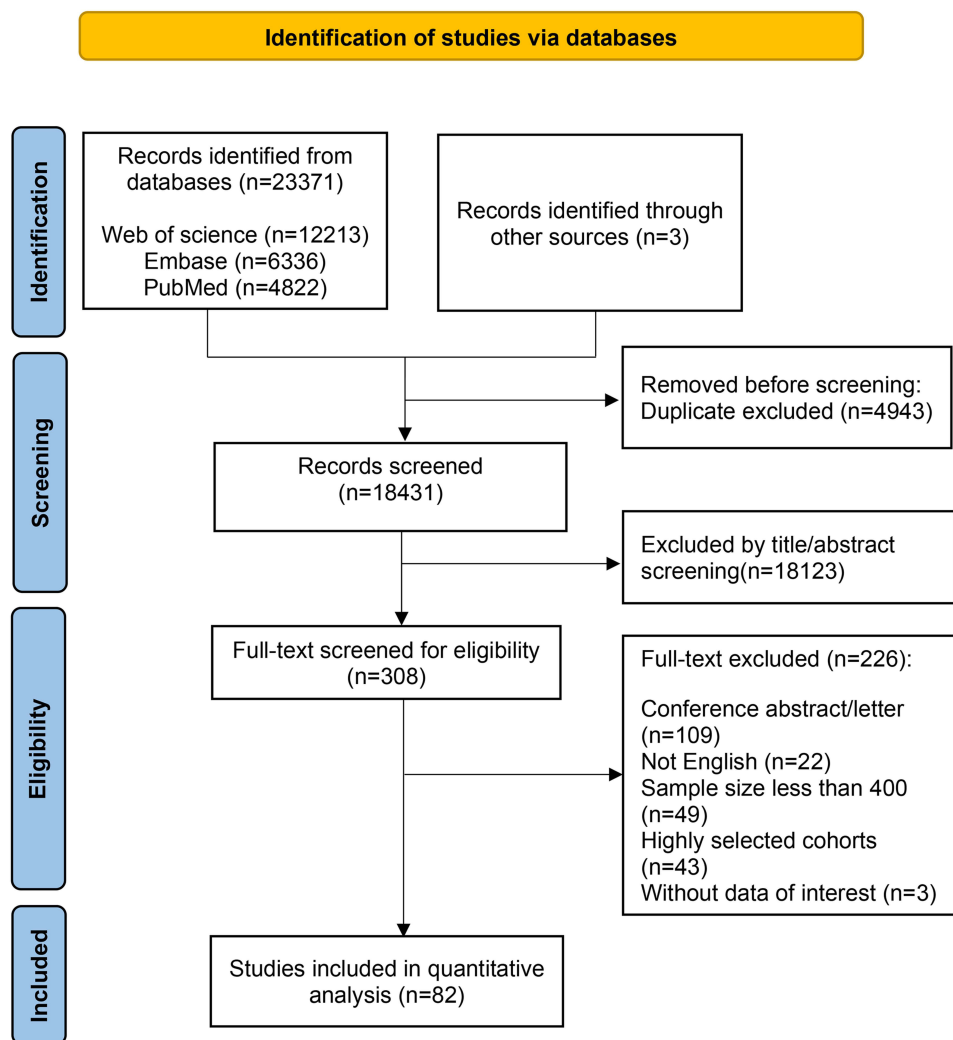 Identification of studies via databases
Identification
Records identified from
databases (n=23371)
Web of science (n=12213)
Embase (n=6336)
PubMed (n=4822)
Records identified through
other sources (n=3)
Screening
Removed before screening:
Duplicate excluded (n=4943)
Records screened
(n=18431)
Excluded by title/abstract
screening(n=18123)
Eligibility
Full-text screened for eligibility
(n=308)
Full-text excluded (n=226):
Conference abstract/letter
(n=109)
Not English (n=22)
Sample size less than 400
(n=49)
Highly selected cohorts
(n=43)
Without data of interest (n=3)
Included
Studies included in quantitative
analysis (n=82)